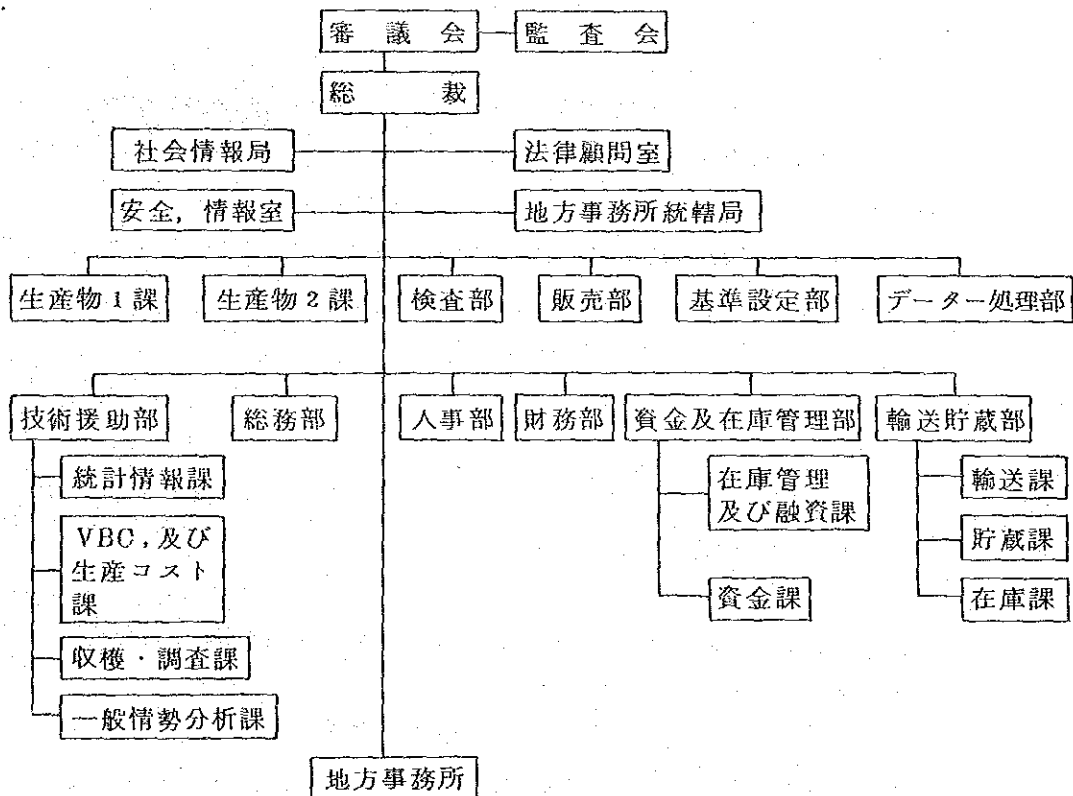 審議会
監査会
総裁
社会情報局
法律顧問室
安全,情報室
地方事務所統轄局
生産物1課
生産物2課
検査部
販売部
基準設定部
データー処理部
技術援助部
総務部
人事部
財務部
資金及在庫管理部
輸送貯蔵部
統計情報課
在庫管理
及び融資課
輸送課
VBC,及び
生産コスト
課
貯蔵課
資金課
在庫課
収穫・調査課
一般情勢分析課
地方事務所